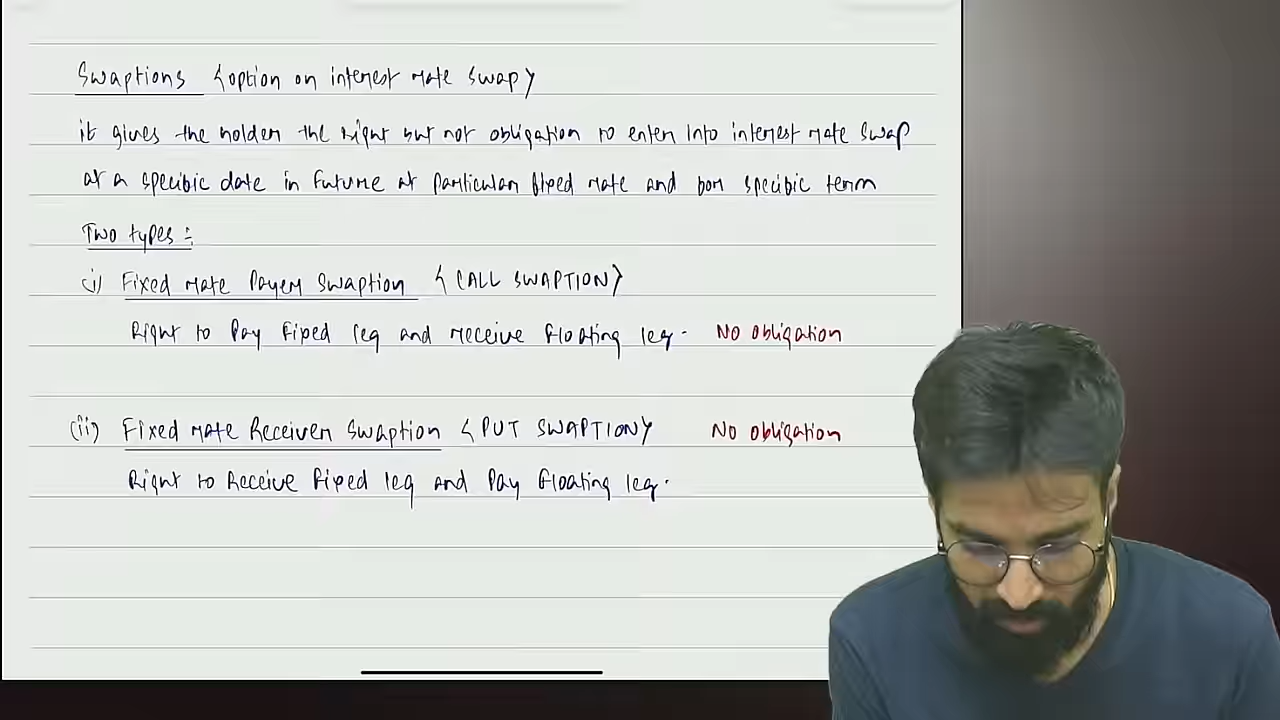 Swaptions {option on interest rate swap}
it gives the holder the right but not obligation to enter into interest rate swap
at a specific date in future at particular fixed rate and for specific term
Two types :-
(i) Fixed rate Payer Swaption {CALL SWAPTION}
Right to Pay Fixed leg and receive floating leg. No obligation
(ii) Fixed rate Receiver Swaption {PUT SWAPTION} No obligation
Right to Receive Fixed leg and Pay floating leg.